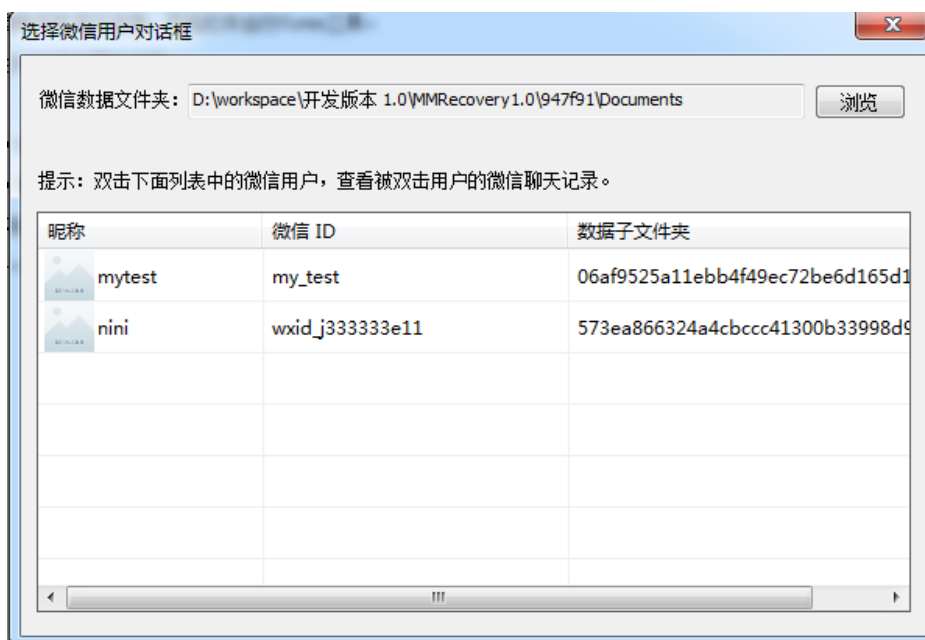 选择微信用户对话框
微信数据文件夹： D:\workspace\开发版本 1.0\MMRecovery1.0\947f91\Documents 浏览
提示：双击下面列表中的微信用户，查看被双击用户的微信聊天记录。
昵称 微信 ID 数据子文件夹
mytest my_test 06af9525a11ebb4f49ec72be6d165d1
nini wxid_j333333e11 573ea866324a4cbccc41300b33998d9